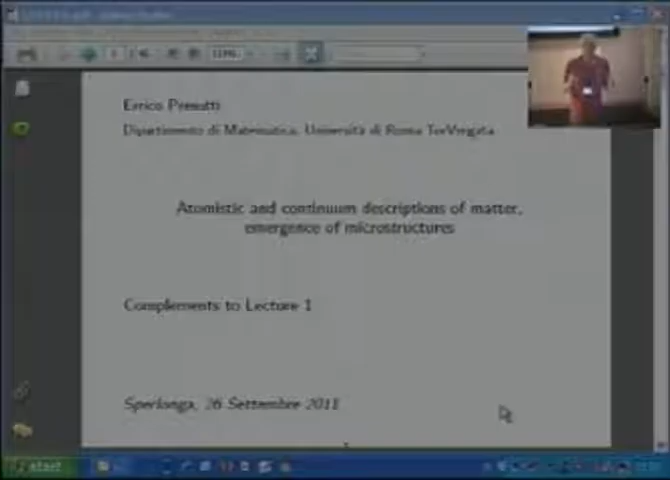 Errico Presutti
Dipartimento di Matematica, Università di Roma TorVergata
Atomistic and continuum descriptions of matter,
emergence of microstructures
Complements to Lecture 1
Sperlonga, 26 Settembre 2011
start